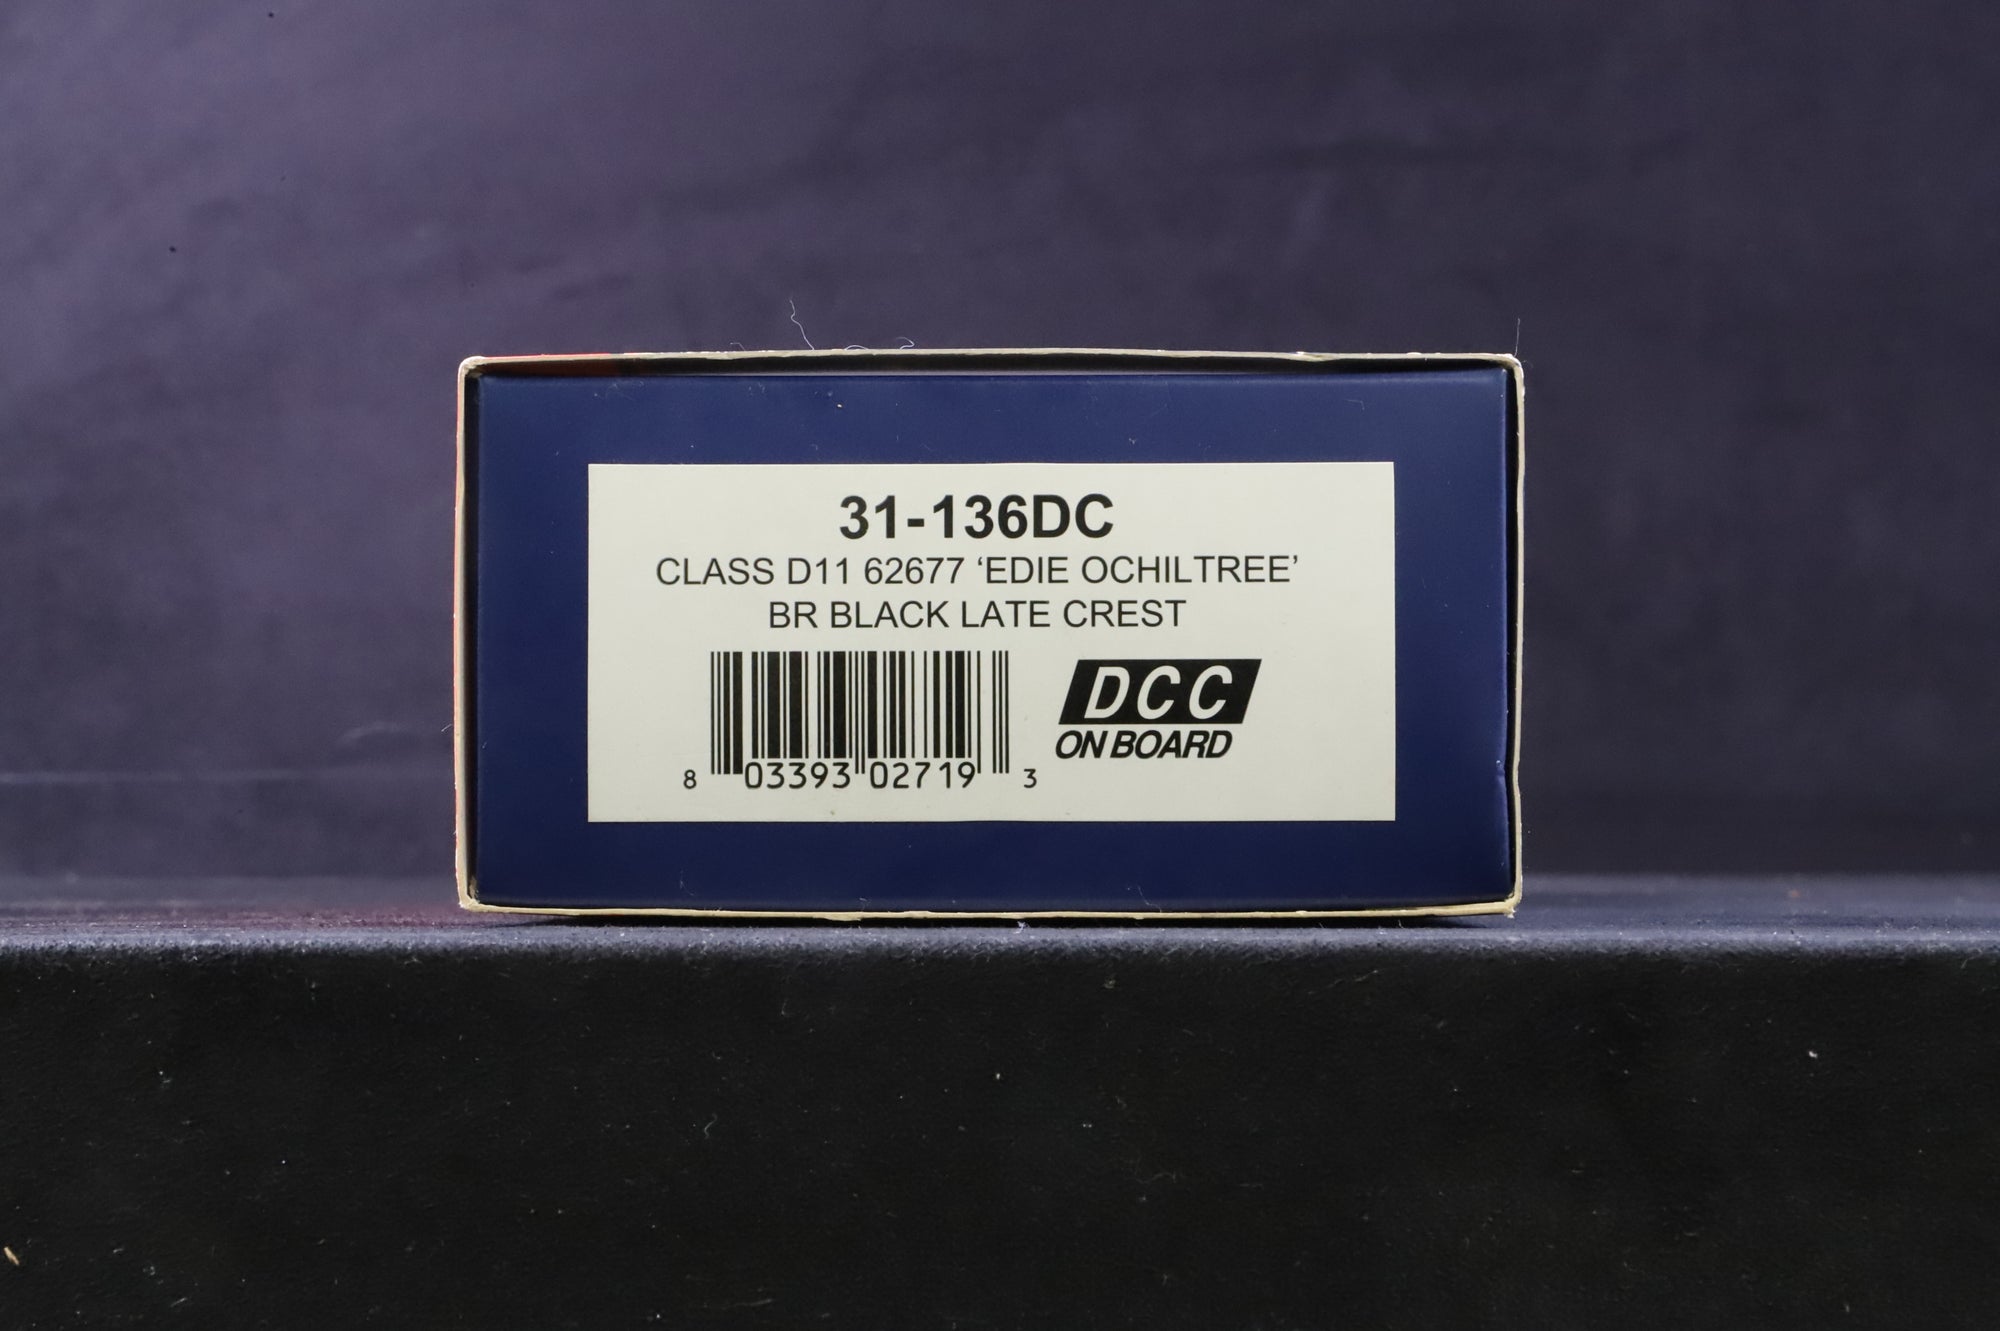 31-136DC
CLASS D11 62677 ‘EDIE OCHILTREE’
BR BLACK LATE CREST
8 03393 02719 3
DCC
ON BOARD